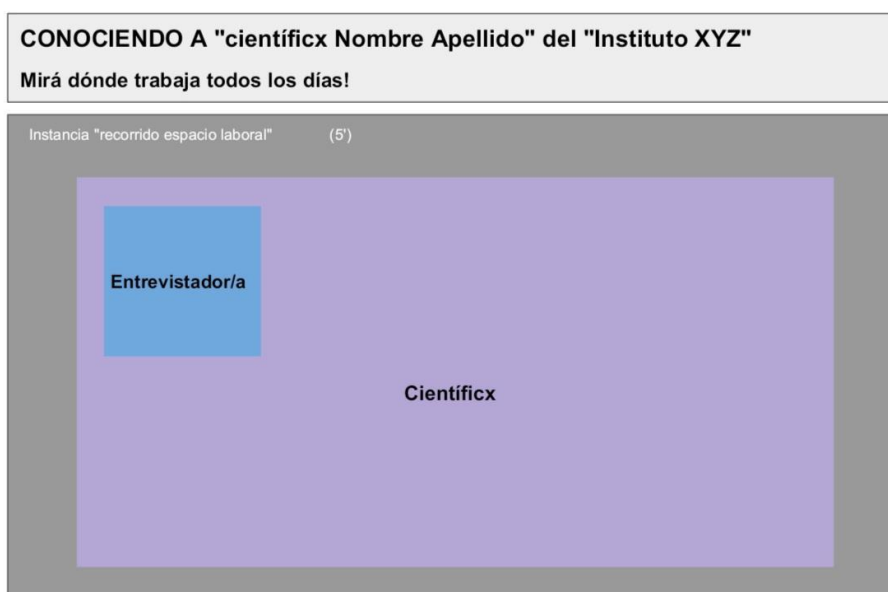 CONOCIENDO A "científicx Nombre Apellido" del "Instituto XYZ"
Mirá dónde trabaja todos los días!
Instancia "recorrido espacio laboral" (5')
Entrevistador/a
Científicx